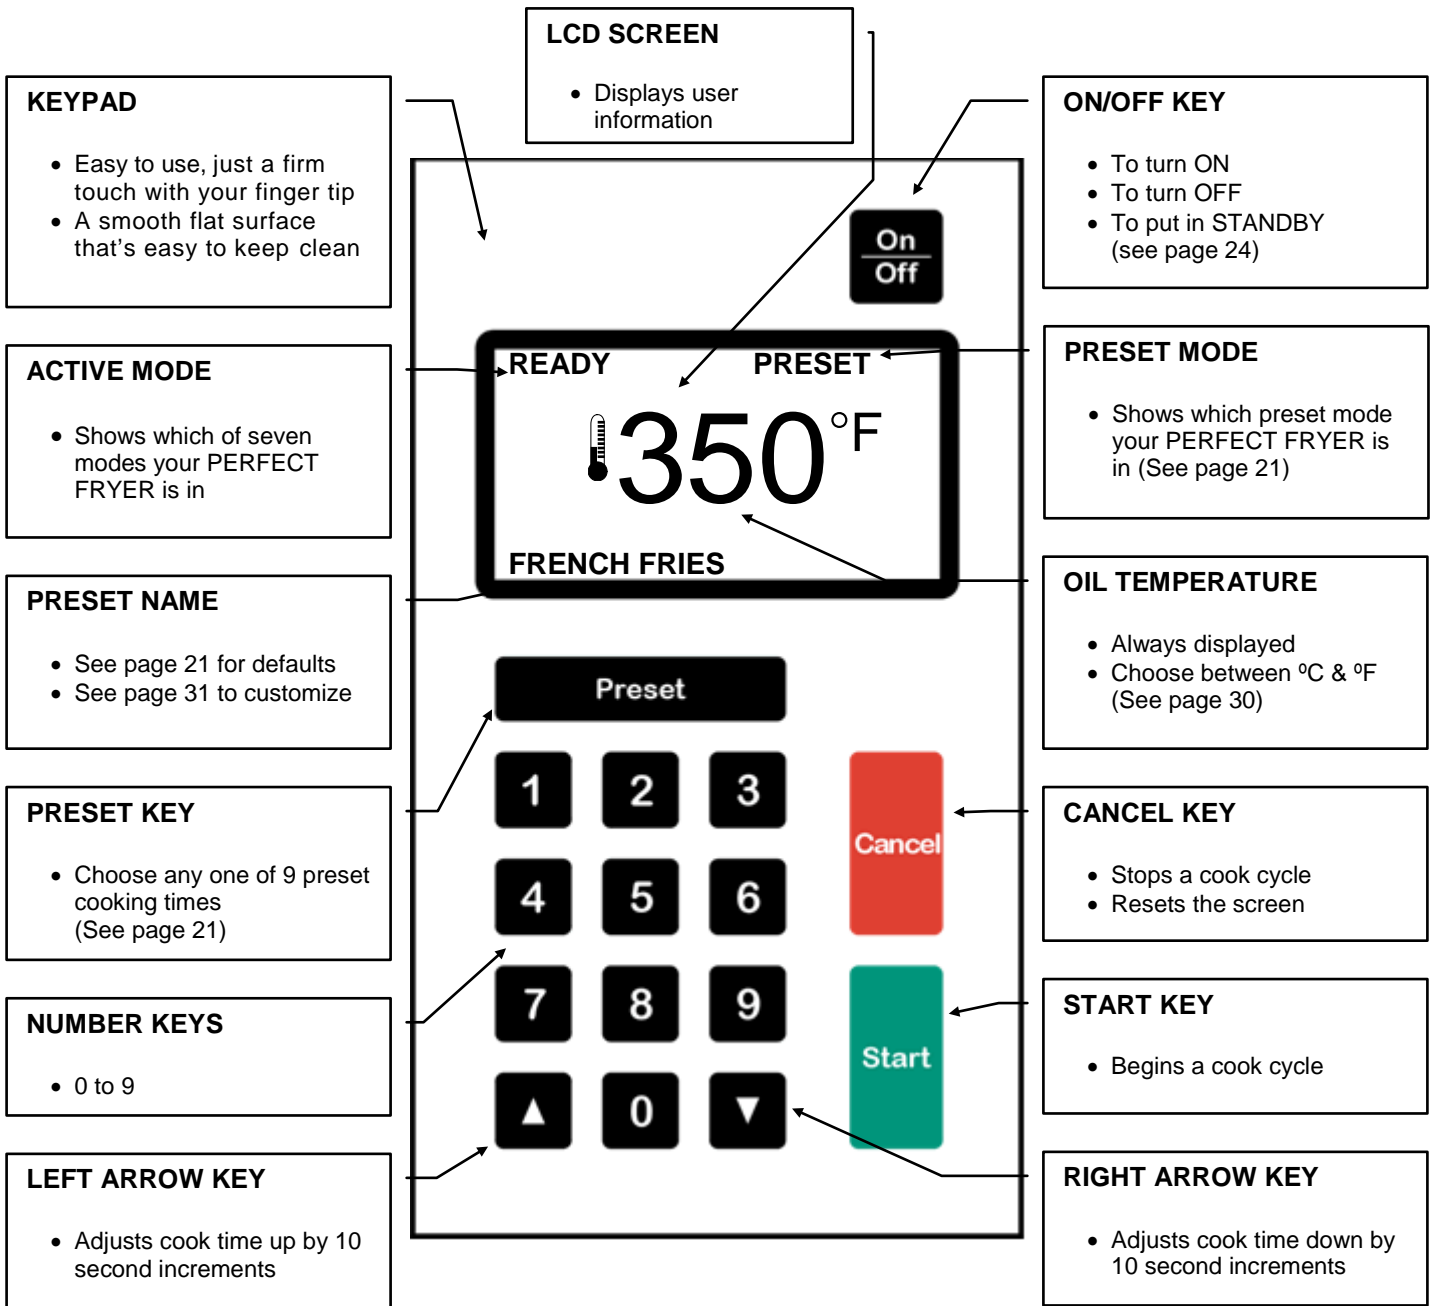 LCD SCREEN
• Displays user
information
KEYPAD
• Easy to use, just a firm
touch with your finger tip
• A smooth flat surface
that's easy to keep clean
ON/OFF KEY
• To turn ON
• To turn OFF
• To put in STANDBY
(see page 24)
On
Off
ACTIVE MODE
• Shows which of seven
modes your PERFECT
FRYER is in
READY PRESET
350°F
FRENCH FRIES
PRESET MODE
• Shows which preset mode
your PERFECT FRYER is
in (See page 21)
PRESET NAME
• See page 21 for defaults
• See page 31 to customize
OIL TEMPERATURE
• Always displayed
• Choose between ºC & ºF
(See page 30)
Preset
PRESET KEY
• Choose any one of 9 preset
cooking times
(See page 21)
1 2 3
Cancel
4 5 6
CANCEL KEY
• Stops a cook cycle
• Resets the screen
NUMBER KEYS
• 0 to 9
7 8 9
Start
▲ 0 ▼
START KEY
• Begins a cook cycle
LEFT ARROW KEY
• Adjusts cook time up by 10
second increments
RIGHT ARROW KEY
• Adjusts cook time down by
10 second increments